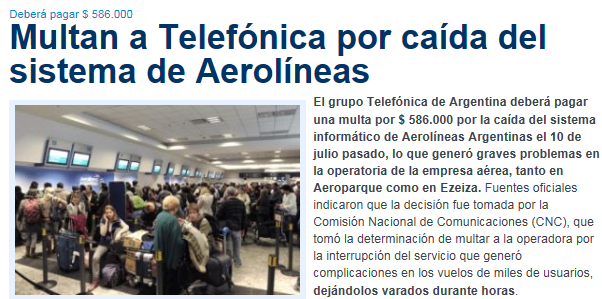 Deberá pagar $ 586.000
Multan a Telefónica por caída del
sistema de Aerolíneas
El grupo Telefónica de Argentina deberá pagar
una multa por $ 586.000 por la caída del sistema
informático de Aerolíneas Argentinas el 10 de
julio pasado, lo que generó graves problemas en
la operatoria de la empresa aérea, tanto en
Aeroparque como en Ezeiza. Fuentes oficiales
indicaron que la decisión fue tomada por la
Comisión Nacional de Comunicaciones (CNC), que
tomó la determinación de multar a la operadora por
la interrupción del servicio que generó
complicaciones en los vuelos de miles de usuarios,
dejándolos varados durante horas.